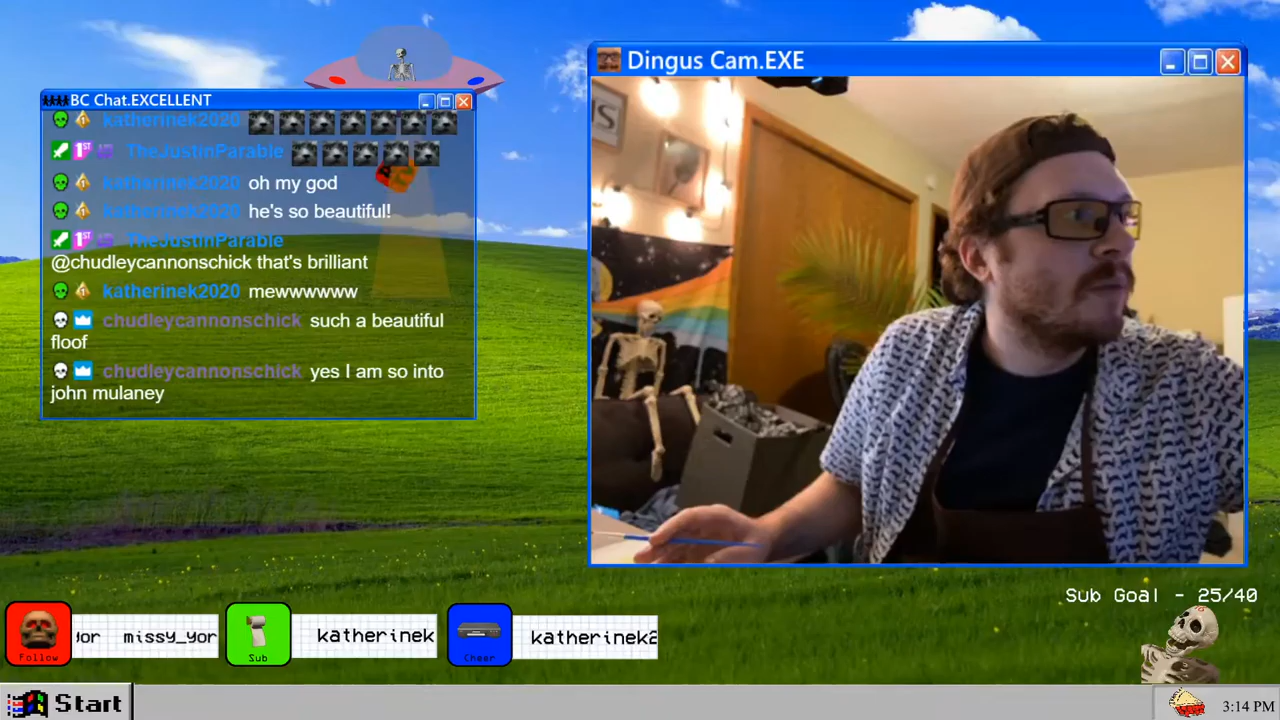 Dingus Cam.EXE
BC Chat.EXCELLENT
katherinek2020
TheJustinParable
katherinek2020 oh my god
katherinek2020 he's so beautiful!
TheJustinParable
@chudleycannonschick that's brilliant
katherinek2020 mewwwwww
chudleycannonschick such a beautiful
floof
chudleycannonschick yes I am so into
john mulaney
Sub Goal - 25/40
missy_yor
Follow
katherinek
Sub
katherinek2
Cheer
Start
3:14 PM